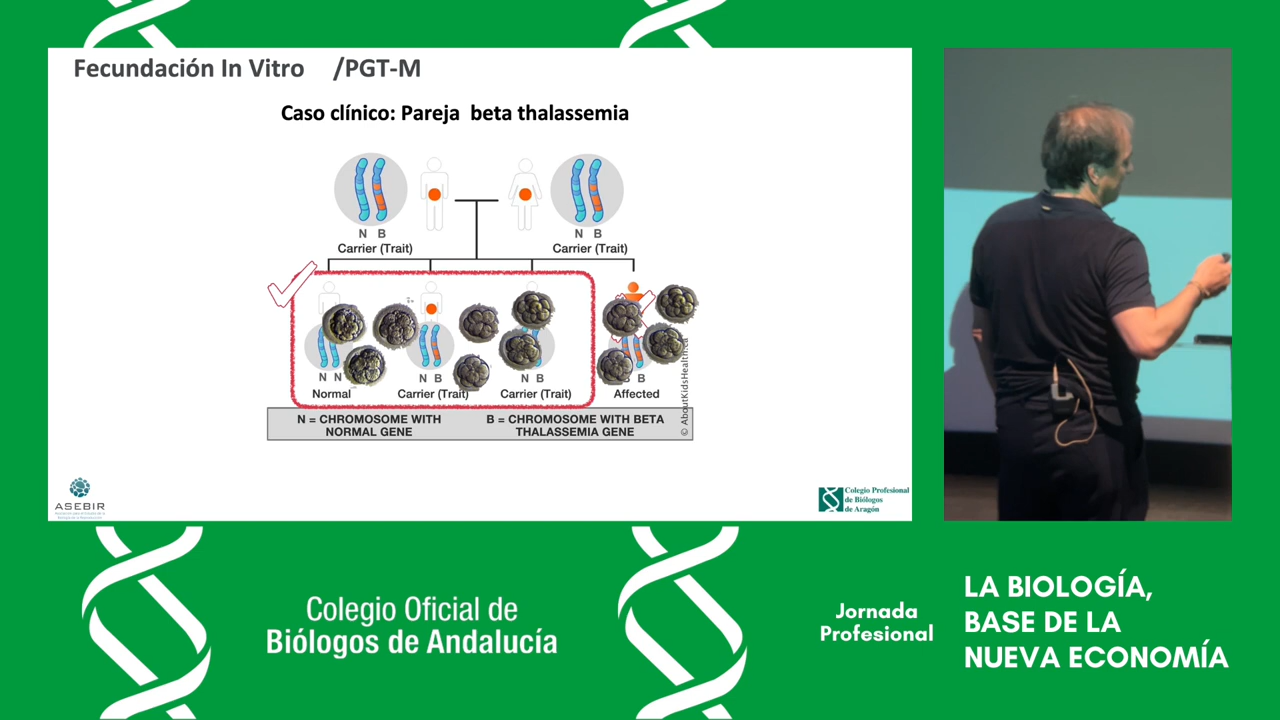 Fecundación In Vitro /PGT-M
Caso clínico: Pareja beta thalassemia
N B
Carrier (Trait)
N B
Carrier (Trait)
N N
Normal
N B
Carrier (Trait)
N B
Carrier (Trait)
B
Affected
N = CHROMOSOME WITH
NORMAL GENE
B = CHROMOSOME WITH BETA
THALASSEMIA GENE
© AboutKidsHealth.ca
ASEBIR
Colegio Profesional
de Biólogos
de Aragón
Colegio Oficial de
Biólogos de Andalucía
Jornada
Profesional
LA BIOLOGÍA,
BASE DE LA
NUEVA ECONOMÍA